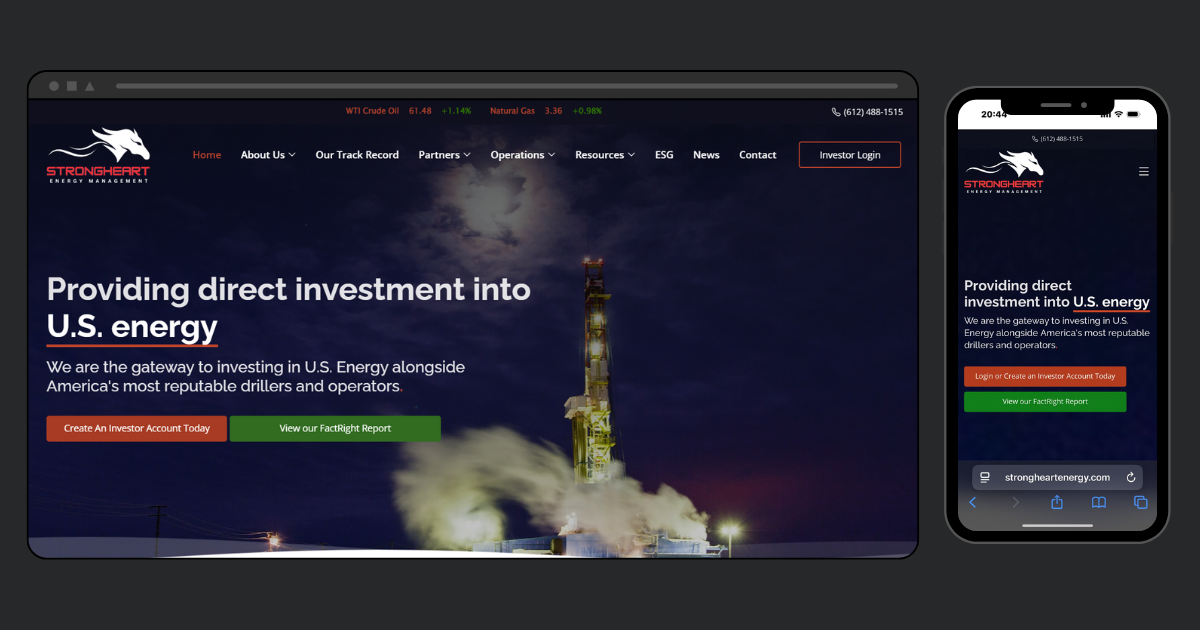 WTI Crude Oil 61.48 +1.14% Natural Gas 3.36 +0.98%
(612) 488-1515
STRONGHEART
ENERGY MANAGEMENT
Home About Us Our Track Record Partners Operations Resources ESG News Contact Investor Login
Providing direct investment into
U.S. energy
We are the gateway to investing in U.S. Energy alongside
America's most reputable drillers and operators.
Create An Investor Account Today View our FactRight Report
20:44
(612) 488-1515
STRONGHEART
ENERGY MANAGEMENT
Providing direct
investment into U.S. energy
We are the gateway to investing in U.S.
Energy alongside America's most reputable
drillers and operators.
Login or Create an Investor Account Today
View our FactRight Report
strongheartenergy.com